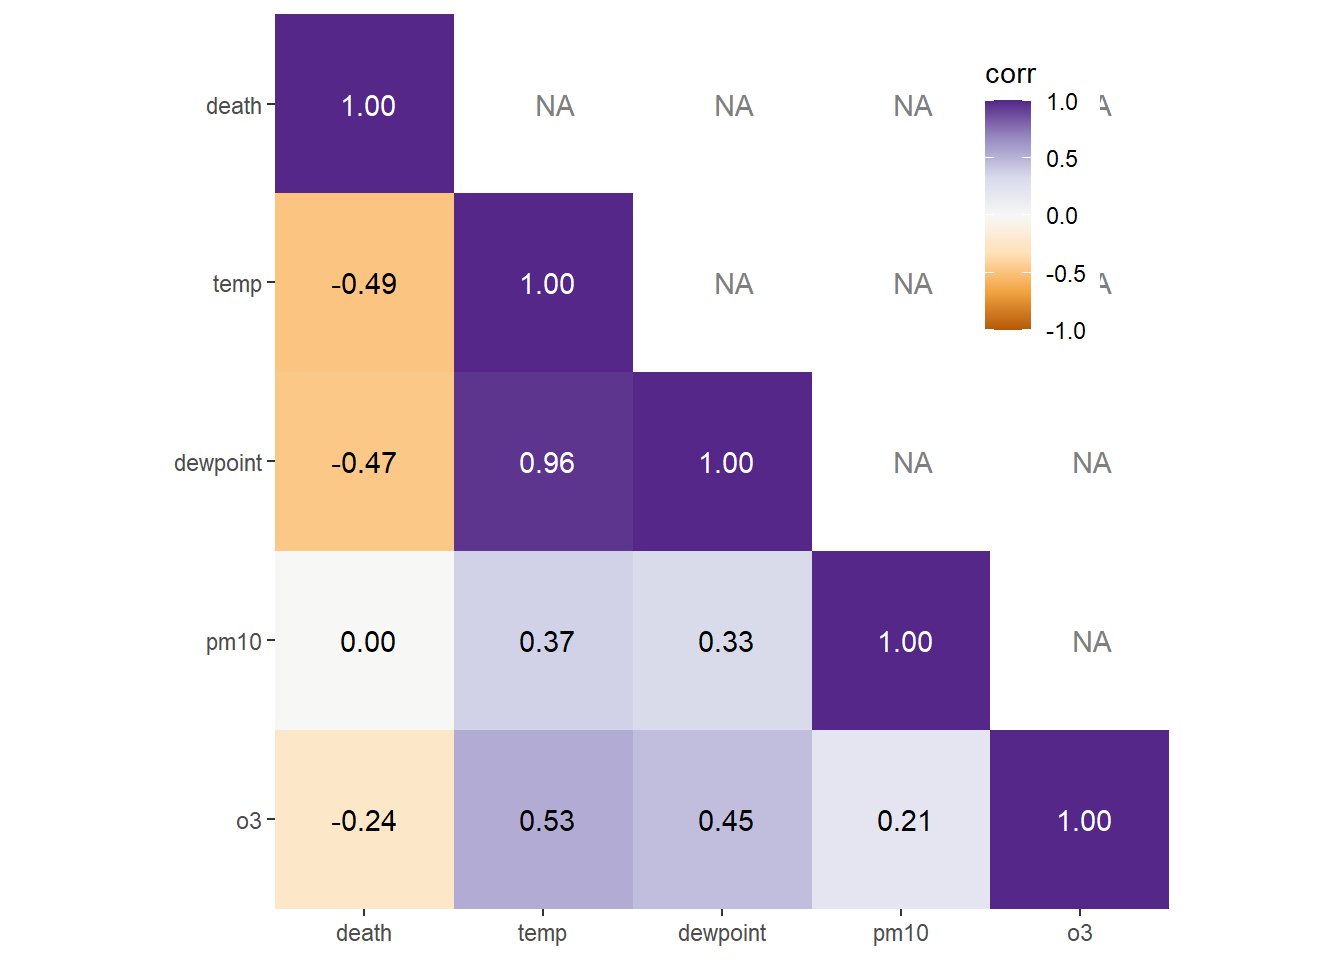 corr
death 1.00 NA NA NA 1.0
0.5
0.0
temp -0.49 1.00 NA NA -0.5
-1.0
dewpoint -0.47 0.96 1.00 NA NA
pm10 0.00 0.37 0.33 1.00 NA
o3 -0.24 0.53 0.45 0.21 1.00
death temp dewpoint pm10 o3